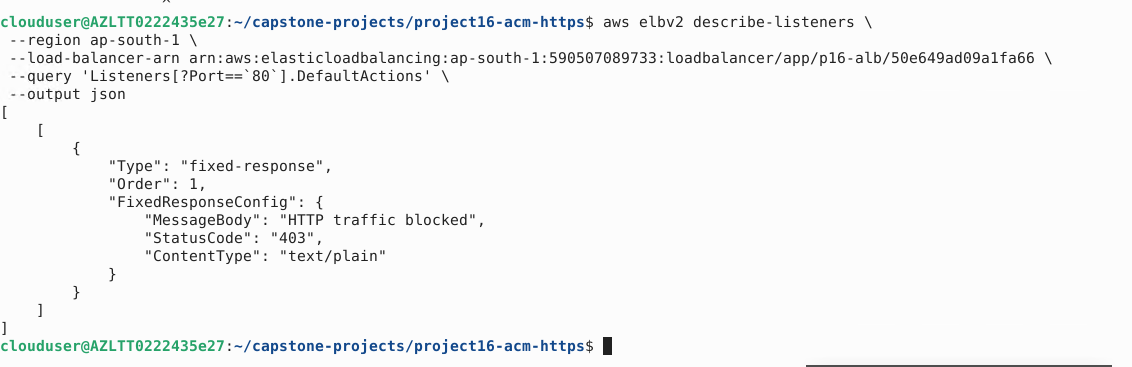 clouduser@AZLTT0222435e27:~/capstone-projects/project16-acm-https$ aws elbv2 describe-listeners \
 --region ap-south-1 \
 --load-balancer-arn arn:aws:elasticloadbalancing:ap-south-1:590507089733:loadbalancer/app/p16-alb/50e649ad09a1fa66 \
 --query 'Listeners[?Port==`80`].DefaultActions' \
 --output json
[
    [
        {
            "Type": "fixed-response",
            "Order": 1,
            "FixedResponseConfig": {
                "MessageBody": "HTTP traffic blocked",
                "StatusCode": "403",
                "ContentType": "text/plain"
            }
        }
    ]
]
clouduser@AZLTT0222435e27:~/capstone-projects/project16-acm-https$